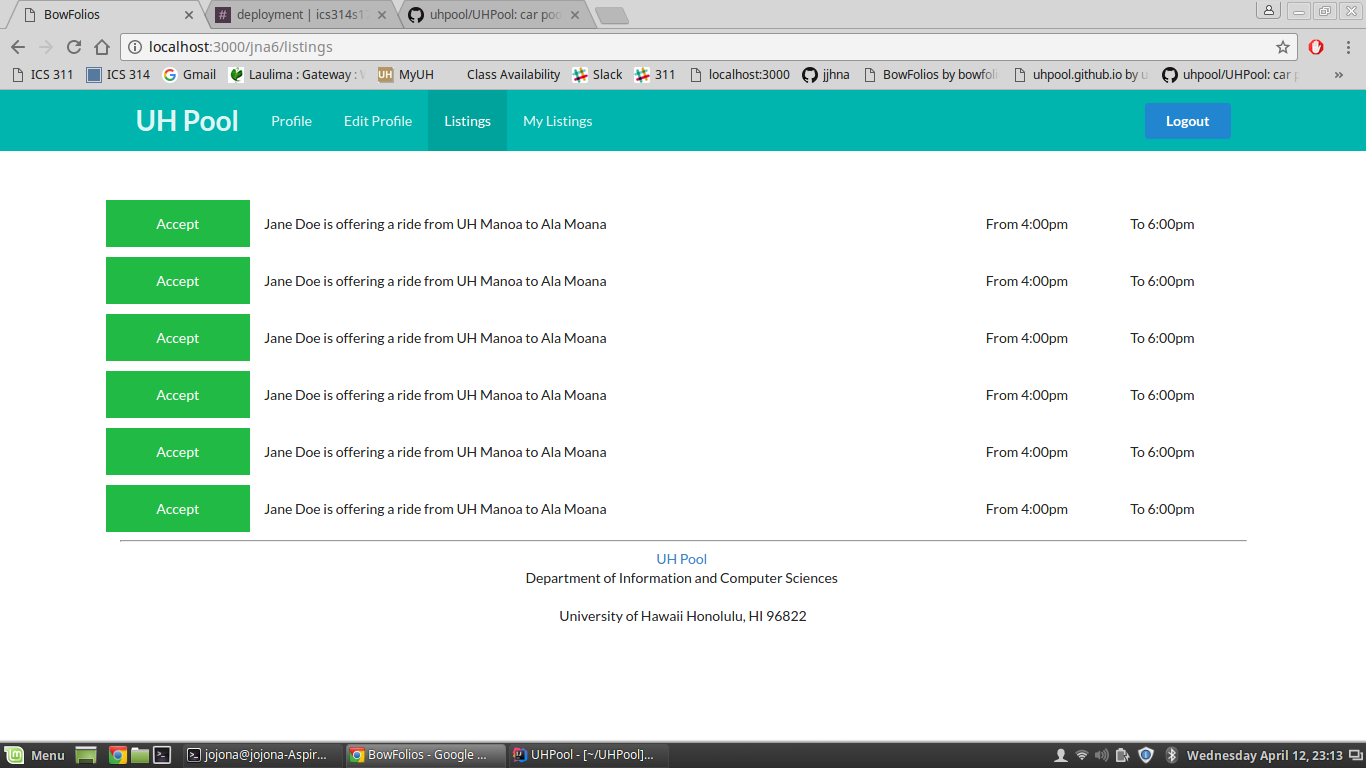 BowFolios
deployment | ics314s17
uhpool/UHPool: car poo
localhost:3000/jna6/listings
ICS 311 ICS 314 Gmail Laulima : Gateway : MyUH Class Availability Slack 311 localhost:3000 jjhna BowFolios by bowfoli uhpool.github.io by u uhpool/UHPool: car p »
UH Pool Profile Edit Profile Listings My Listings Logout
Accept Jane Doe is offering a ride from UH Manoa to Ala Moana From 4:00pm To 6:00pm
Accept Jane Doe is offering a ride from UH Manoa to Ala Moana From 4:00pm To 6:00pm
Accept Jane Doe is offering a ride from UH Manoa to Ala Moana From 4:00pm To 6:00pm
Accept Jane Doe is offering a ride from UH Manoa to Ala Moana From 4:00pm To 6:00pm
Accept Jane Doe is offering a ride from UH Manoa to Ala Moana From 4:00pm To 6:00pm
Accept Jane Doe is offering a ride from UH Manoa to Ala Moana From 4:00pm To 6:00pm
UH Pool
Department of Information and Computer Sciences
University of Hawaii Honolulu, HI 96822
Menu jojona@jojona-Aspir... BowFolios - Google ... UHPool - [~/UHPool]... Wednesday April 12, 23:13